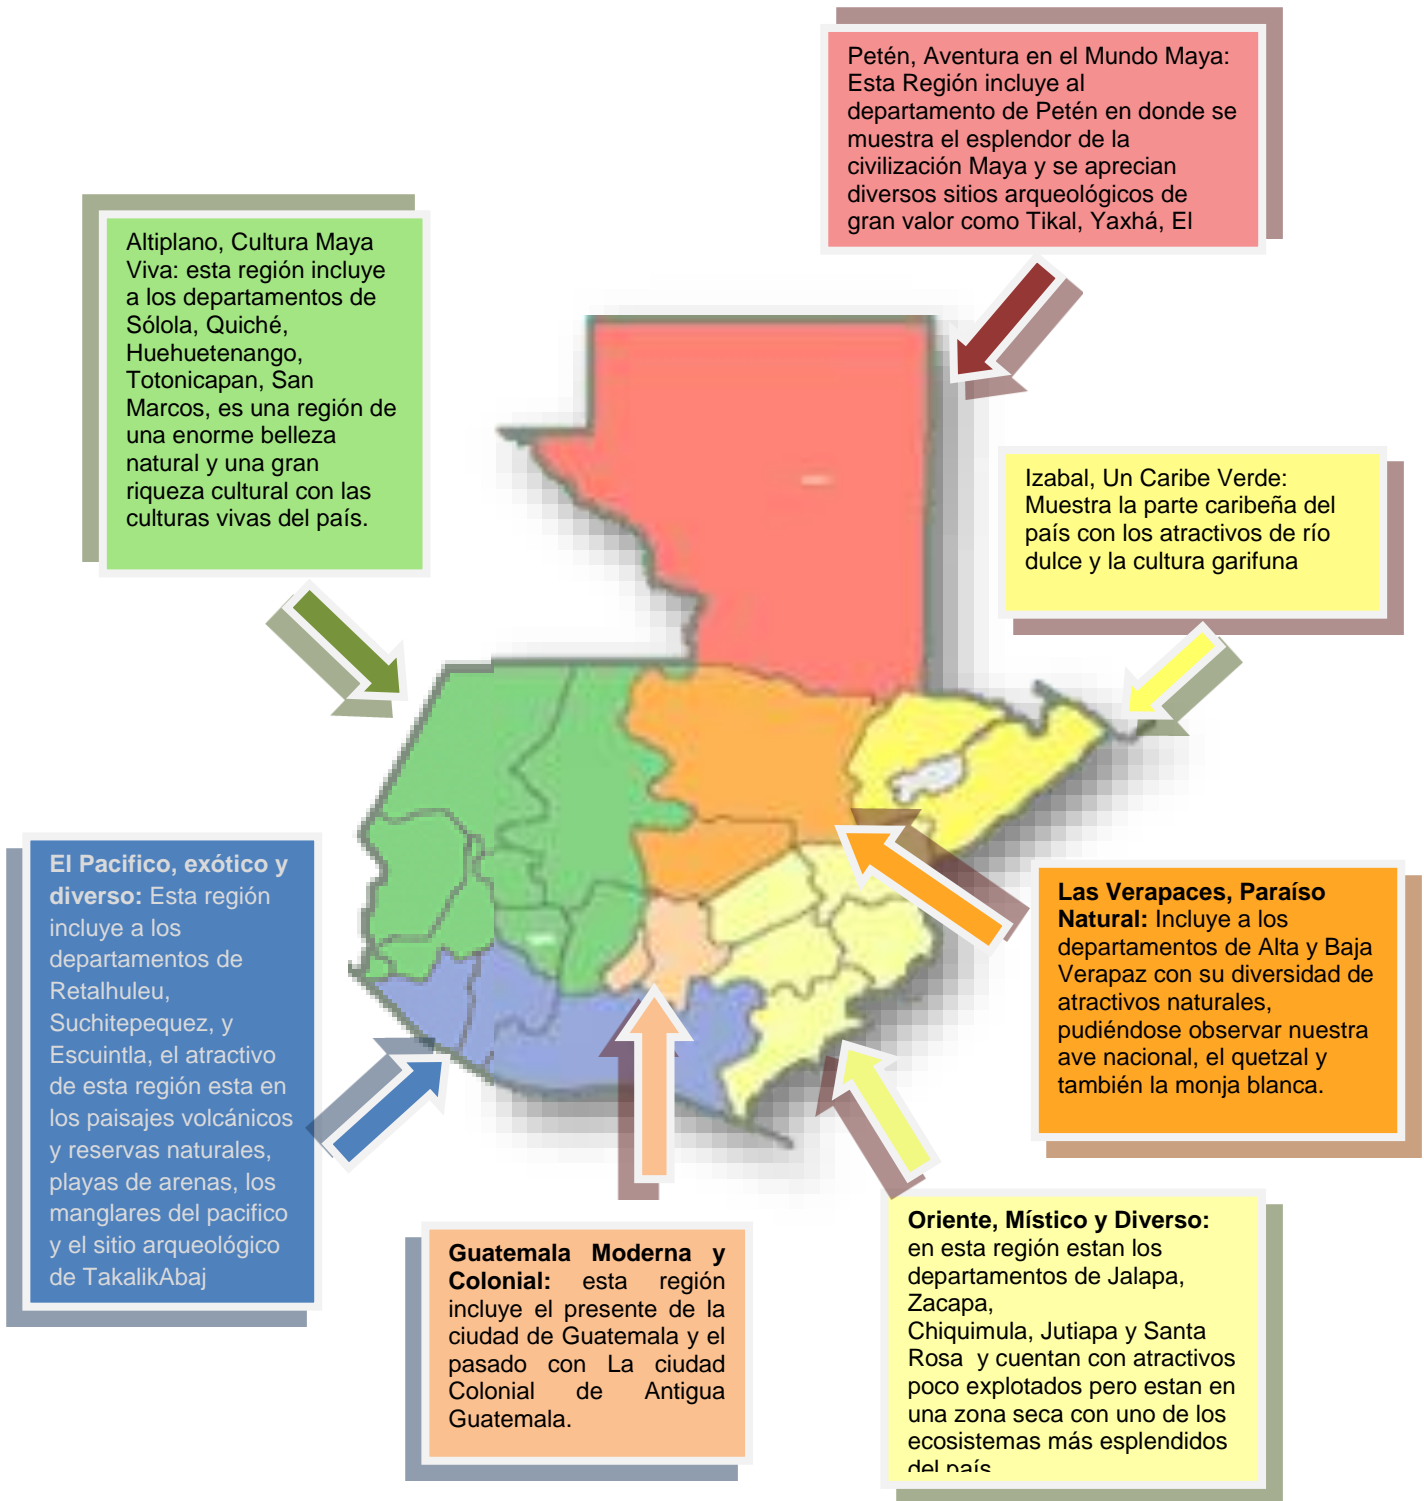 Petén, Aventura en el Mundo Maya:
Esta Región incluye al
departamento de Petén en donde se
muestra el esplendor de la
civilización Maya y se aprecian
diversos sitios arqueológicos de
gran valor como Tikal, Yaxhá, El
Altiplano, Cultura Maya
Viva: esta región incluye
a los departamentos de
Sólola, Quiché,
Huehuetenango,
Totonicapan, San
Marcos, es una región de
una enorme belleza
natural y una gran
riqueza cultural con las
culturas vivas del país.
Izabal, Un Caribe Verde:
Muestra la parte caribeña del
país con los atractivos de río
dulce y la cultura garifuna
El Pacifico, exótico y
diverso: Esta región
incluye a los
departamentos de
Retalhuleu,
Suchitepequez, y
Escuintla, el atractivo
de esta región esta en
los paisajes volcánicos
y reservas naturales,
playas de arenas, los
manglares del pacifico
y el sitio arqueológico
de TakalikAbaj
Las Verapaces, Paraíso
Natural: Incluye a los
departamentos de Alta y Baja
Verapaz con su diversidad de
atractivos naturales,
pudiéndose observar nuestra
ave nacional, el quetzal y
también la monja blanca.
Guatemala Moderna y
Colonial: esta región
incluye el presente de la
ciudad de Guatemala y el
pasado con La ciudad
Colonial de Antigua
Guatemala.
Oriente, Místico y Diverso:
en esta región estan los
departamentos de Jalapa,
Zacapa,
Chiquimula, Jutiapa y Santa
Rosa y cuentan con atractivos
poco explotados pero estan en
una zona seca con uno de los
ecosistemas más esplendidos
del país